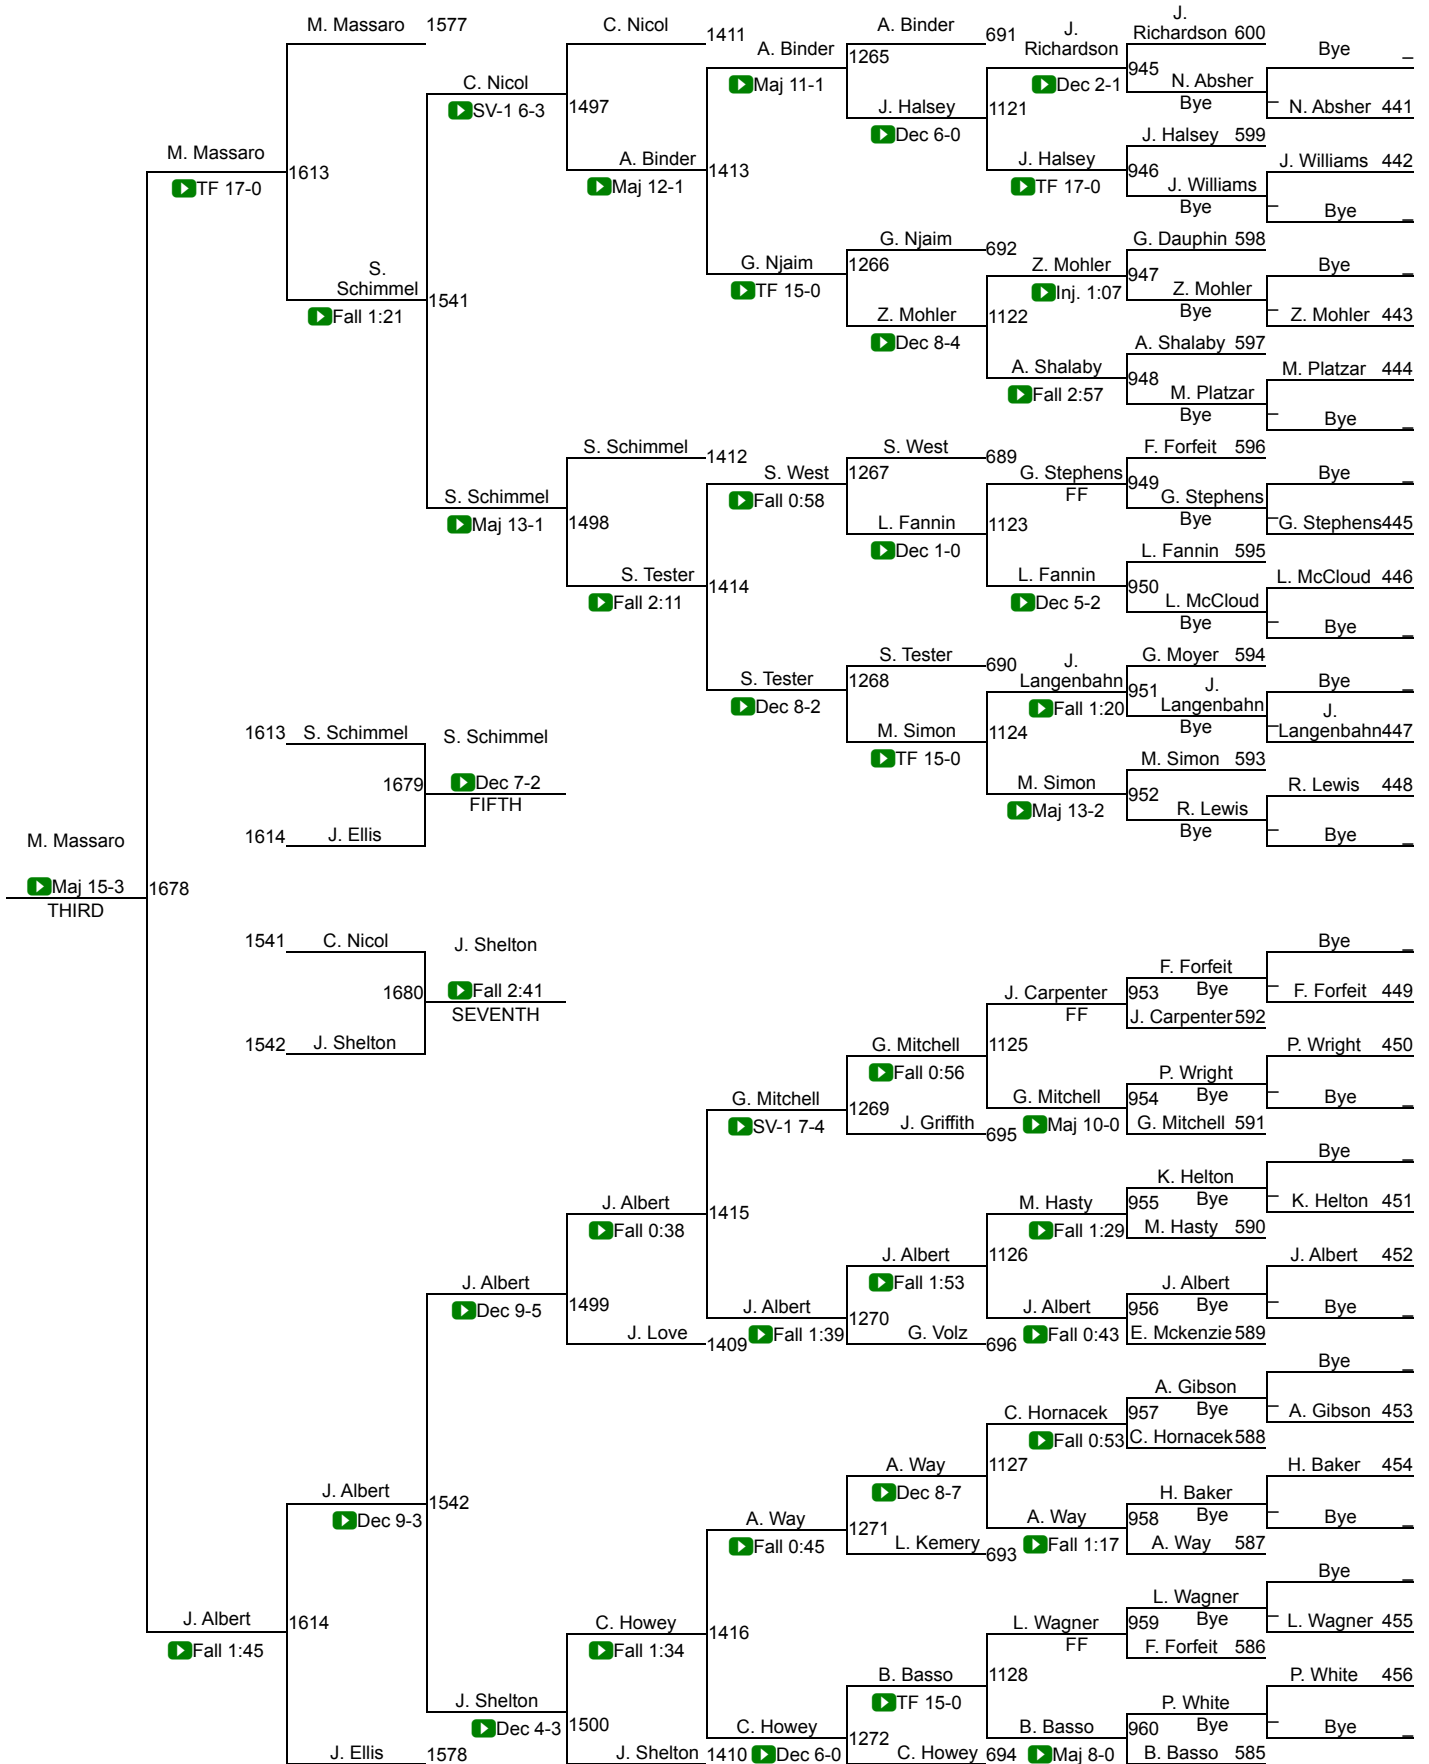 M. Massaro 1577
C. Nicol 1411
A. Binder 691
J. Richardson 600
Bye _
A. Binder
1265
J. Richardson
945
N. Absher
Bye
N. Absher 441
C. Nicol
SV-1 6-3
1497
Maj 11-1
J. Halsey
Dec 6-0
1121
Dec 2-1
J. Halsey 599
M. Massaro
TF 17-0
1613
A. Binder
Maj 12-1
1413
J. Halsey
TF 17-0
946
J. Williams
Bye
J. Williams 442
Bye _
S. Schimmel
Fall 1:21
1541
G. Njaim
TF 15-0
G. Njaim 692
1266
Z. Mohler
Inj. 1:07
G. Dauphin 598
947
Z. Mohler
Bye
Bye _
Z. Mohler 443
Z. Mohler
Dec 8-4
1122
A. Shalaby
Fall 2:57
A. Shalaby 597
948
M. Platzar
Bye
M. Platzar 444
Bye _
S. Schimmel 1412
S. West 689
F. Forfeit 596
S. Schimmel
Maj 13-1
1498
S. West
Fall 0:58
1267
G. Stephens
FF
949
G. Stephens
Bye
Bye _
G. Stephens 445
L. Fannin
Dec 1-0
1123
L. Fannin 595
S. Tester
Fall 2:11
1414
L. Fannin
Dec 5-2
950
L. McCloud
Bye
L. McCloud 446
Bye _
S. Tester
Dec 8-2
S. Tester 690
1268
J. Langenbahn
Fall 1:20
G. Moyer 594
951
J. Langenbahn
Bye
Bye _
J. Langenbahn 447
1613 S. Schimmel
S. Schimmel
1679
Dec 7-2
FIFTH
1614 J. Ellis
M. Simon
TF 15-0
1124
M. Simon
Maj 13-2
M. Simon 593
952
R. Lewis
Bye
R. Lewis 448
Bye _
M. Massaro
Maj 15-3
THIRD
1678
1541 C. Nicol
J. Shelton
1680
Fall 2:41
SEVENTH
1542 J. Shelton
J. Carpenter
FF
F. Forfeit
953
Bye
J. Carpenter 592
Bye _
F. Forfeit 449
G. Mitchell
Fall 0:56
1125
G. Mitchell
SV-1 7-4
1269
J. Griffith 695
G. Mitchell
Maj 10-0
P. Wright
954
Bye
G. Mitchell 591
P. Wright 450
Bye _
J. Albert
Fall 0:38
1415
M. Hasty
Fall 1:29
K. Helton
955
Bye
M. Hasty 590
Bye _
K. Helton 451
J. Albert
Dec 9-5
1499
J. Love 1409
J. Albert
Fall 1:39
J. Albert
Fall 1:53
1126
1270
G. Volz 696
J. Albert
Fall 0:43
J. Albert
956
Bye
E. Mckenzie 589
J. Albert 452
Bye _
C. Hornacek
Fall 0:53
A. Gibson
957
Bye
C. Hornacek 588
Bye _
A. Gibson 453
J. Albert
Dec 9-3
1542
A. Way
Fall 0:45
A. Way
Dec 8-7
1127
1271
L. Kemery 693
A. Way
Fall 1:17
H. Baker
958
Bye
A. Way 587
H. Baker 454
Bye _
J. Albert
Fall 1:45
1614
C. Howey
Fall 1:34
1416
L. Wagner
FF
L. Wagner
959
Bye
F. Forfeit 586
Bye _
L. Wagner 455
J. Shelton
Dec 4-3
1500
C. Howey
Dec 6-0
B. Basso
TF 15-0
1128
1272
B. Basso
Maj 8-0
P. White
960
Bye
P. White 456
Bye _
J. Ellis 1578
J. Shelton 1410
C. Howey 694
B. Basso 585